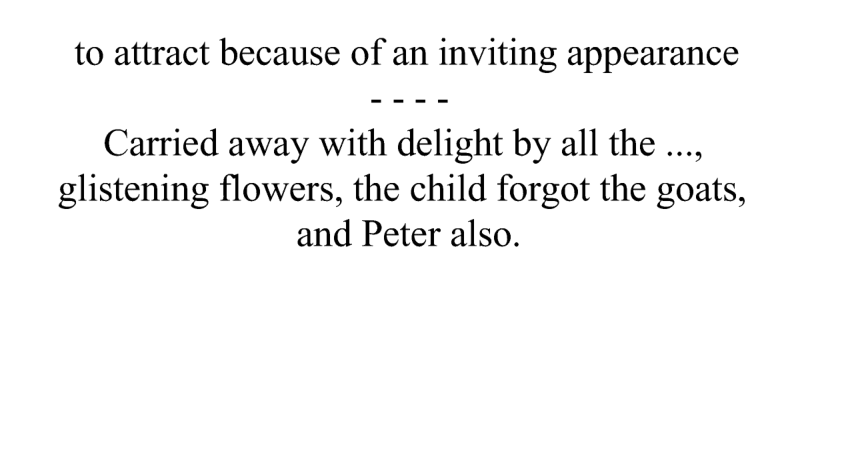 to attract because of an inviting appearance
- - - -
Carried away with delight by all the ...,
glistening flowers, the child forgot the goats,
and Peter also.